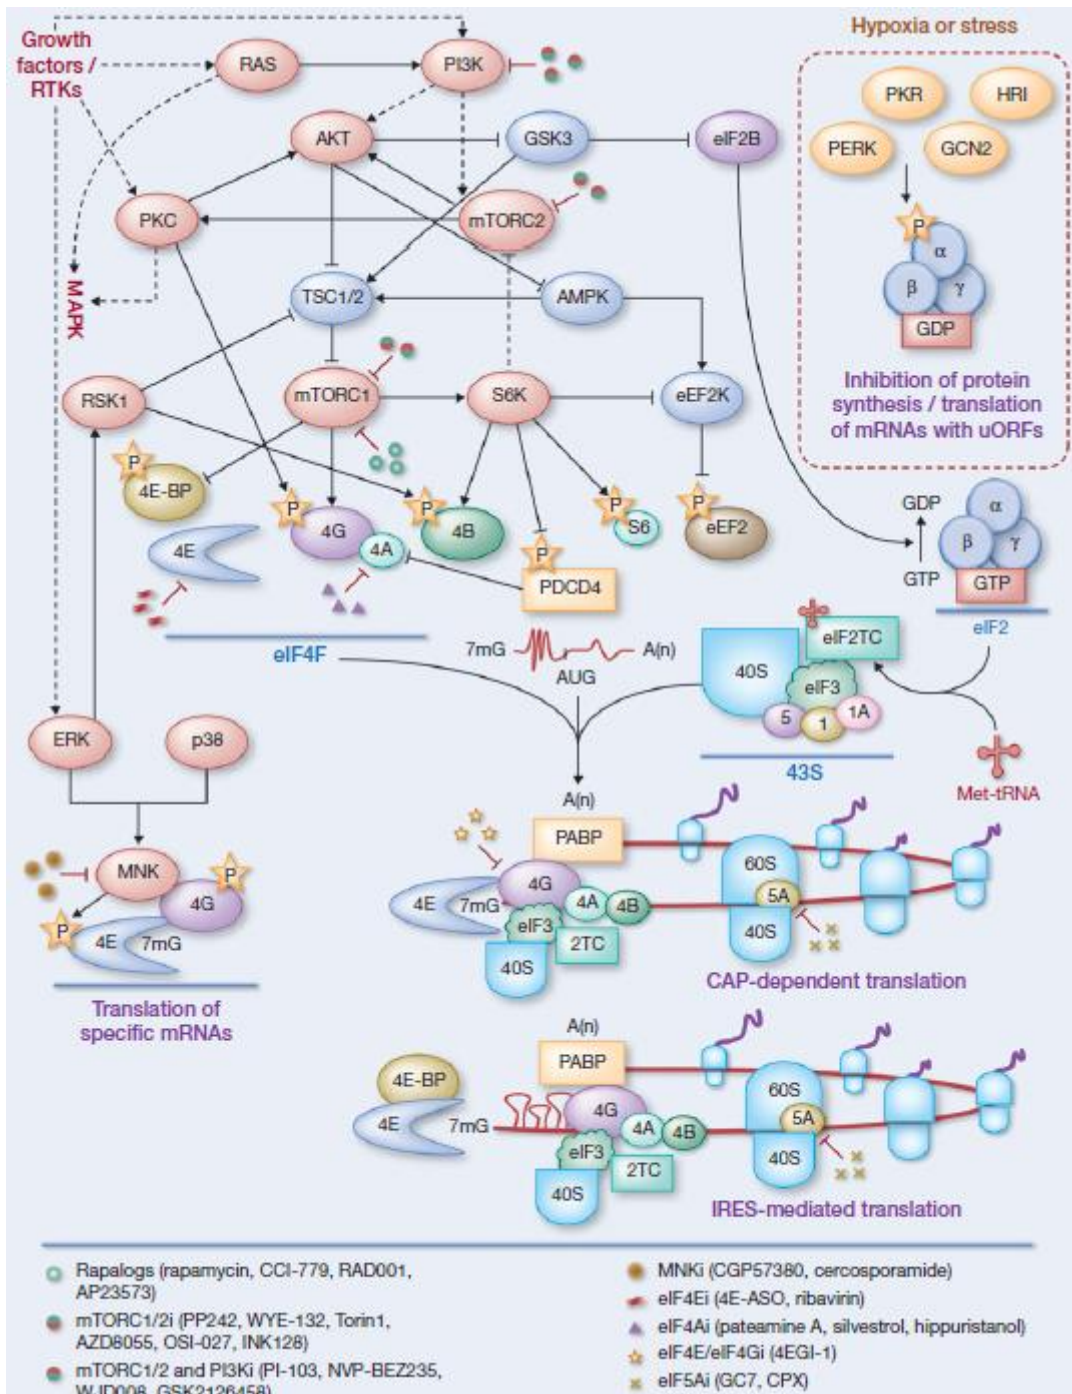 Hypoxia or stress
Growth
factors /
RTKs
RAS
PI3K
PKR
HRI
AKT
GSK3
eIF2B
PERK
GCN2
PKC
mTORC2
P
α
β
γ
GDP
MAPK
TSC1/2
AMPK
Inhibition of protein
synthesis / translation
of mRNAs with uORFs
RSK1
mTORC1
S6K
eEF2K
P
4E-BP
P
4G
4A
P
4B
P
S6
P
eEF2
P
PDCD4
4E
GDP
GTP
α
β
γ
GTP
eIF2
eIF4F
7mG
A(n)
AUG
40S
eIF2TC
eIF3
5
1
1A
43S
Met-tRNA
ERK
p38
MNK
P
4G
P
4E
7mG
Translation of
specific mRNAs
A(n)
PABP
4G
4E
7mG
4A
4B
eIF3
2TC
40S
60S
5A
40S
CAP-dependent translation
A(n)
PABP
4E-BP
4E
7mG
4G
4A
4B
eIF3
2TC
40S
60S
5A
40S
IRES-mediated translation
Rapalogs (rapamycin, CCI-779, RAD001,
AP23573)
mTORC1/2i (PP242, WYE-132, Torin1,
AZD8055, OSI-027, INK128)
mTORC1/2 and PI3Ki (PI-103, NVP-BEZ235,
WJD008, GSK2126458)
MNKi (CGP57380, cercosporamide)
eIF4Ei (4E-ASO, ribavirin)
eIF4Ai (pateamine A, silvestrol, hippuristanol)
eIF4E/eIF4Gi (4EGI-1)
eIF5Ai (GC7, CPX)